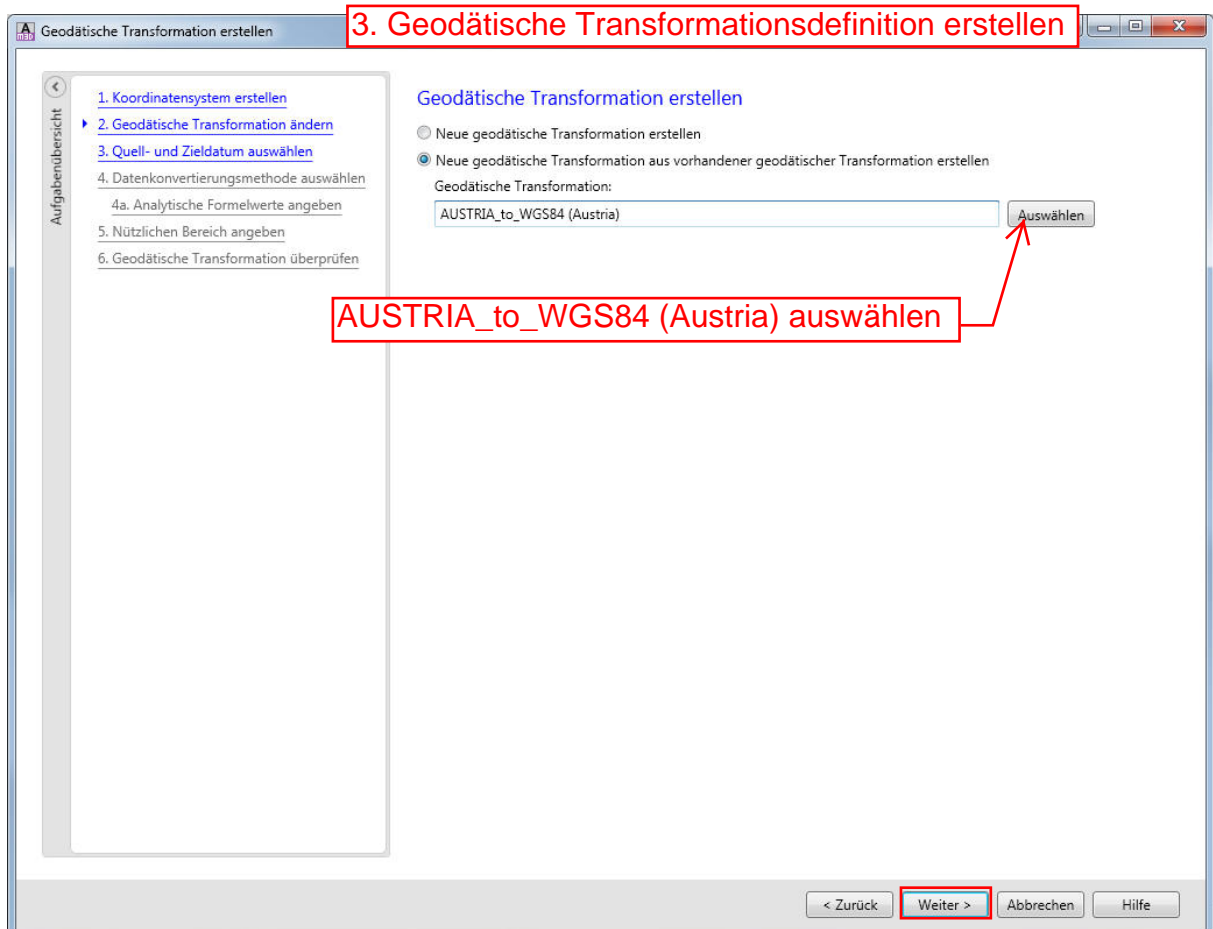 Geodätische Transformation erstellen
3. Geodätische Transformationsdefinition erstellen
Aufgabenübersicht
1. Koordinatensystem erstellen
2. Geodätische Transformation ändern
3. Quell- und Zieldatum auswählen
4. Datenkonvertierungsmethode auswählen
4a. Analytische Formelwerte angeben
5. Nützlichen Bereich angeben
6. Geodätische Transformation überprüfen
Geodätische Transformation erstellen
Neue geodätische Transformation erstellen
Neue geodätische Transformation aus vorhandener geodätischer Transformation erstellen
Geodätische Transformation:
AUSTRIA_to_WGS84 (Austria)
Auswählen
AUSTRIA_to_WGS84 (Austria) auswählen
< Zurück
Weiter >
Abbrechen
Hilfe